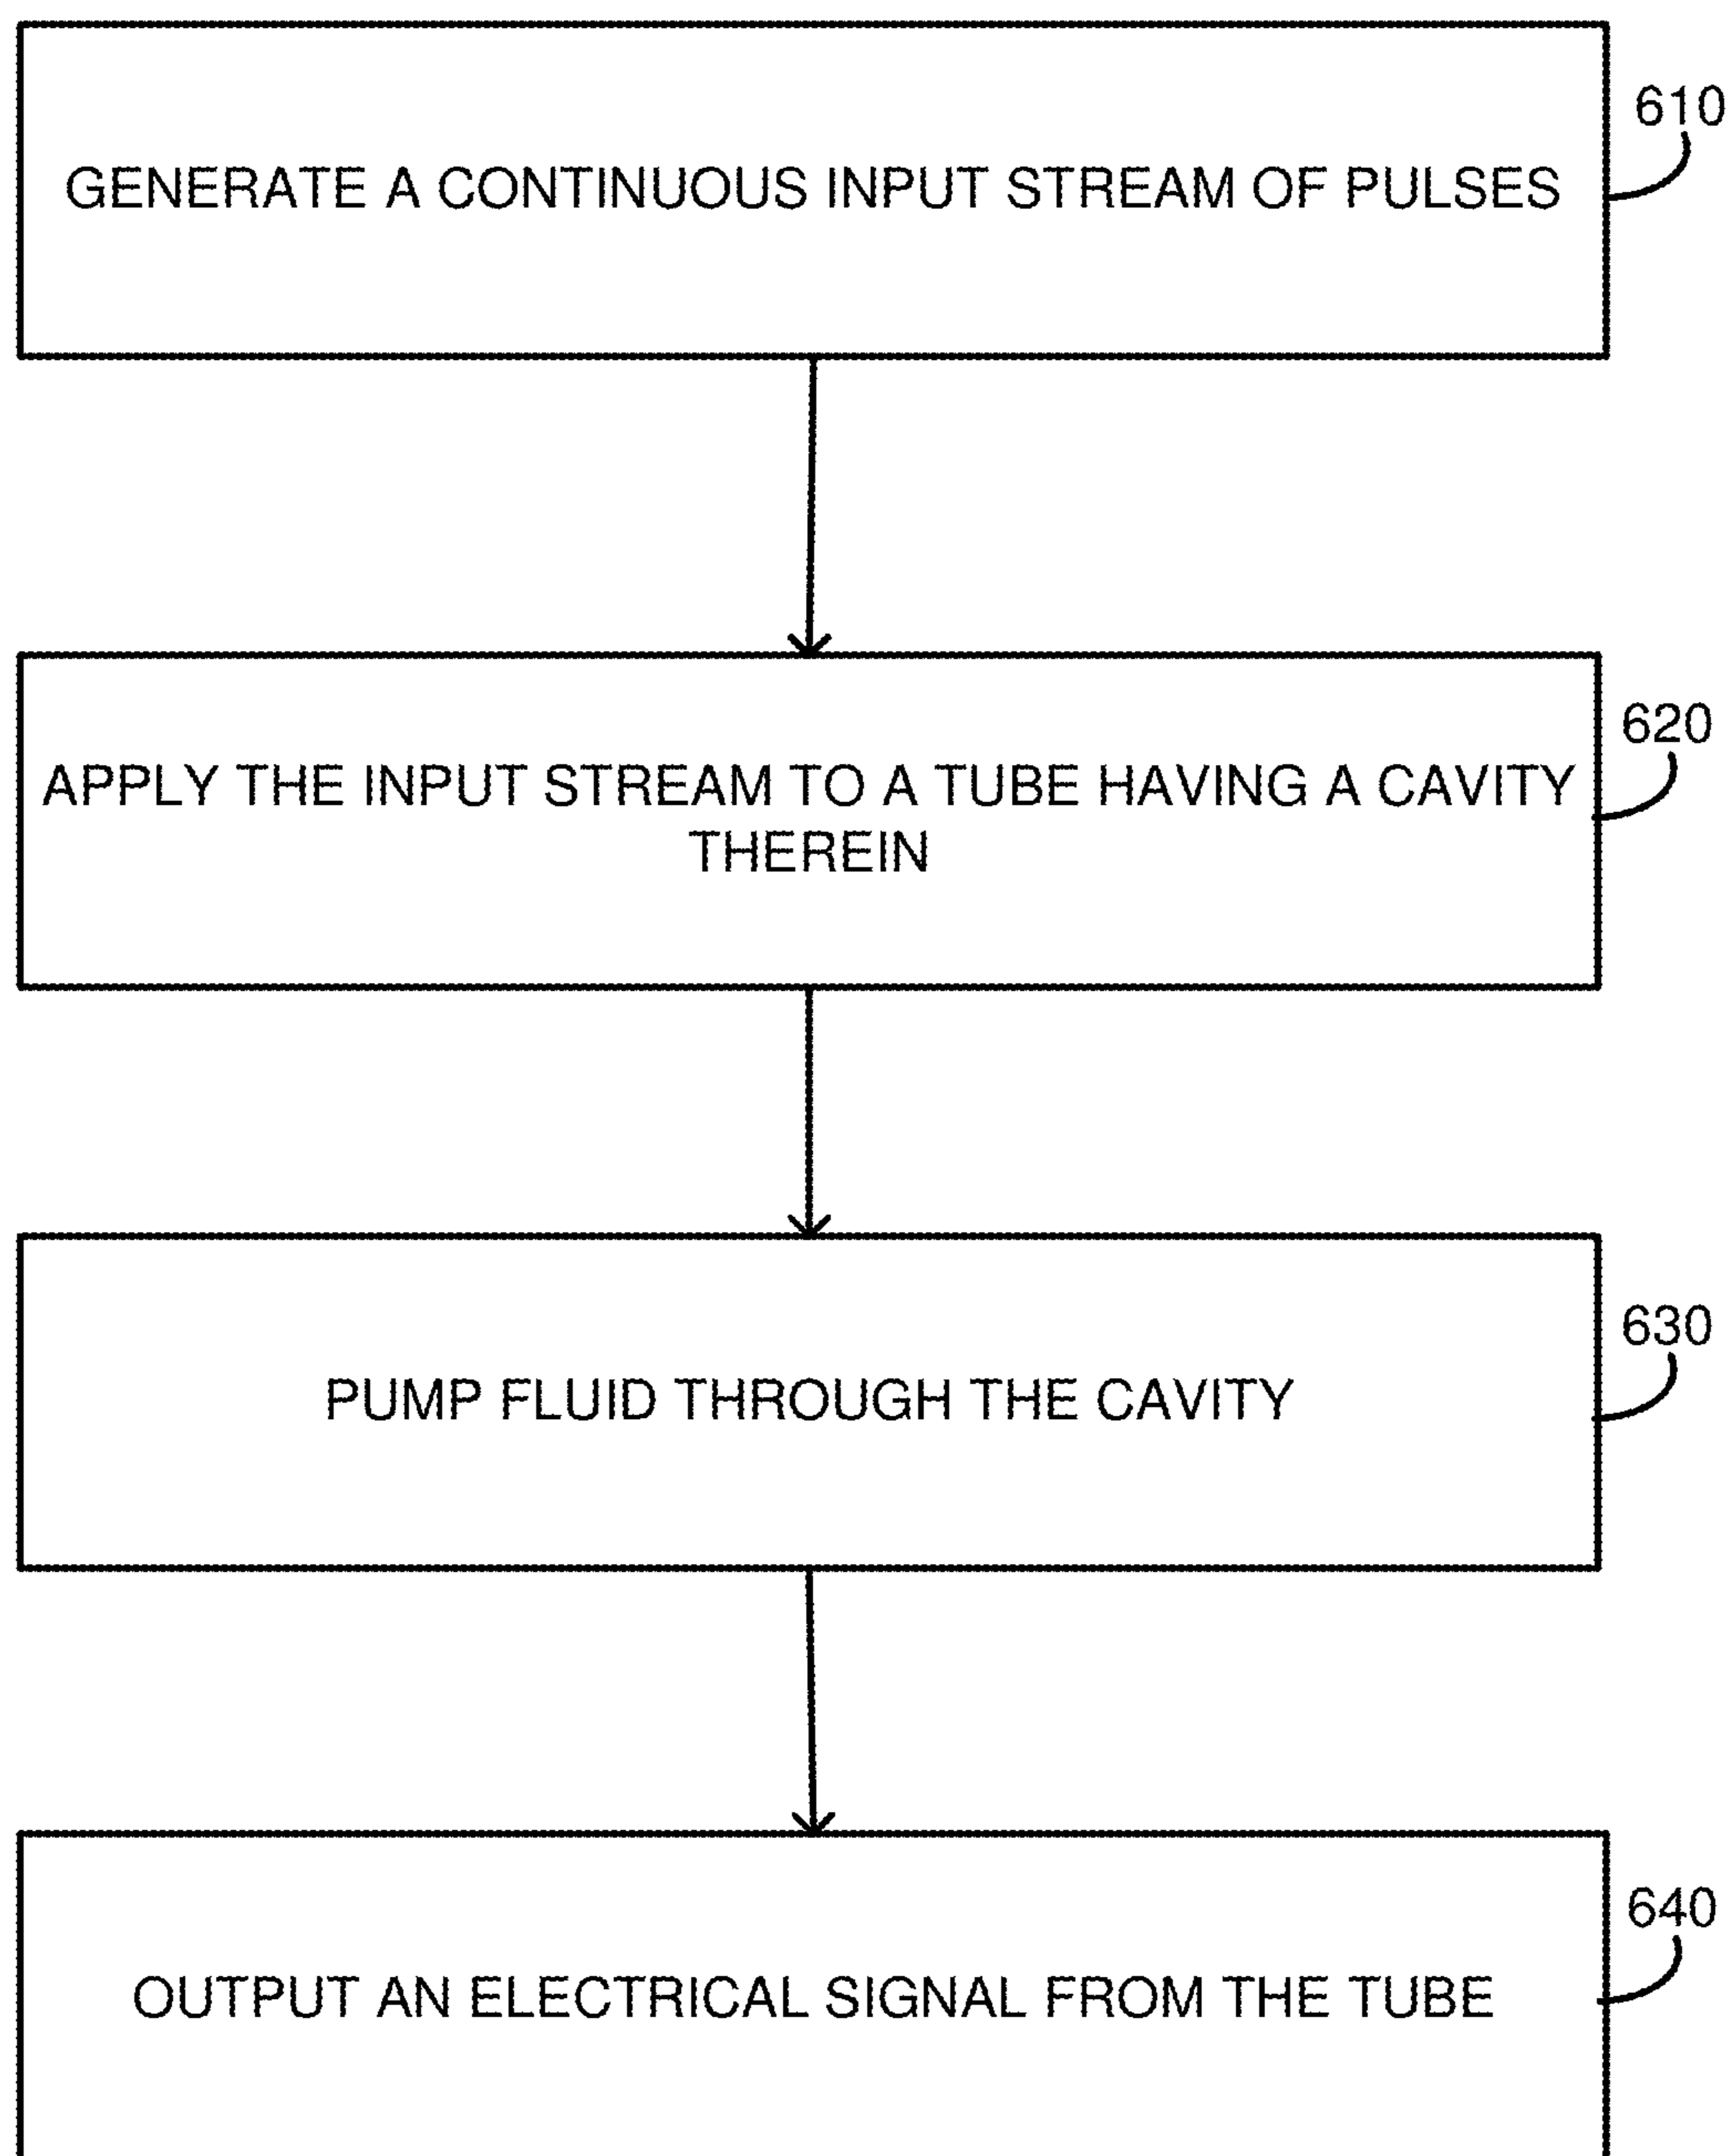 610
GENERATE A CONTINUOUS INPUT STREAM OF PULSES
620
APPLY THE INPUT STREAM TO A TUBE HAVING A CAVITY
THEREIN
630
PUMP FLUID THROUGH THE CAVITY
640
OUTPUT AN ELECTRICAL SIGNAL FROM THE TUBE